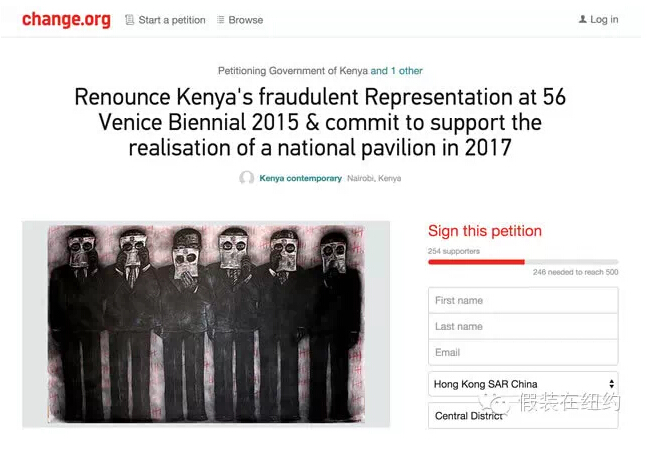 change.org Start a petition Browse Log in
Petitioning Government of Kenya and 1 other
Renounce Kenya's fraudulent Representation at 56
Venice Biennial 2015 & commit to support the
realisation of a national pavilion in 2017
Kenya contemporary Nairobi, Kenya
Sign this petition
254 supporters
246 needed to reach 500
First name
Last name
Email
Hong Kong SAR China
Central District
假装在纽约